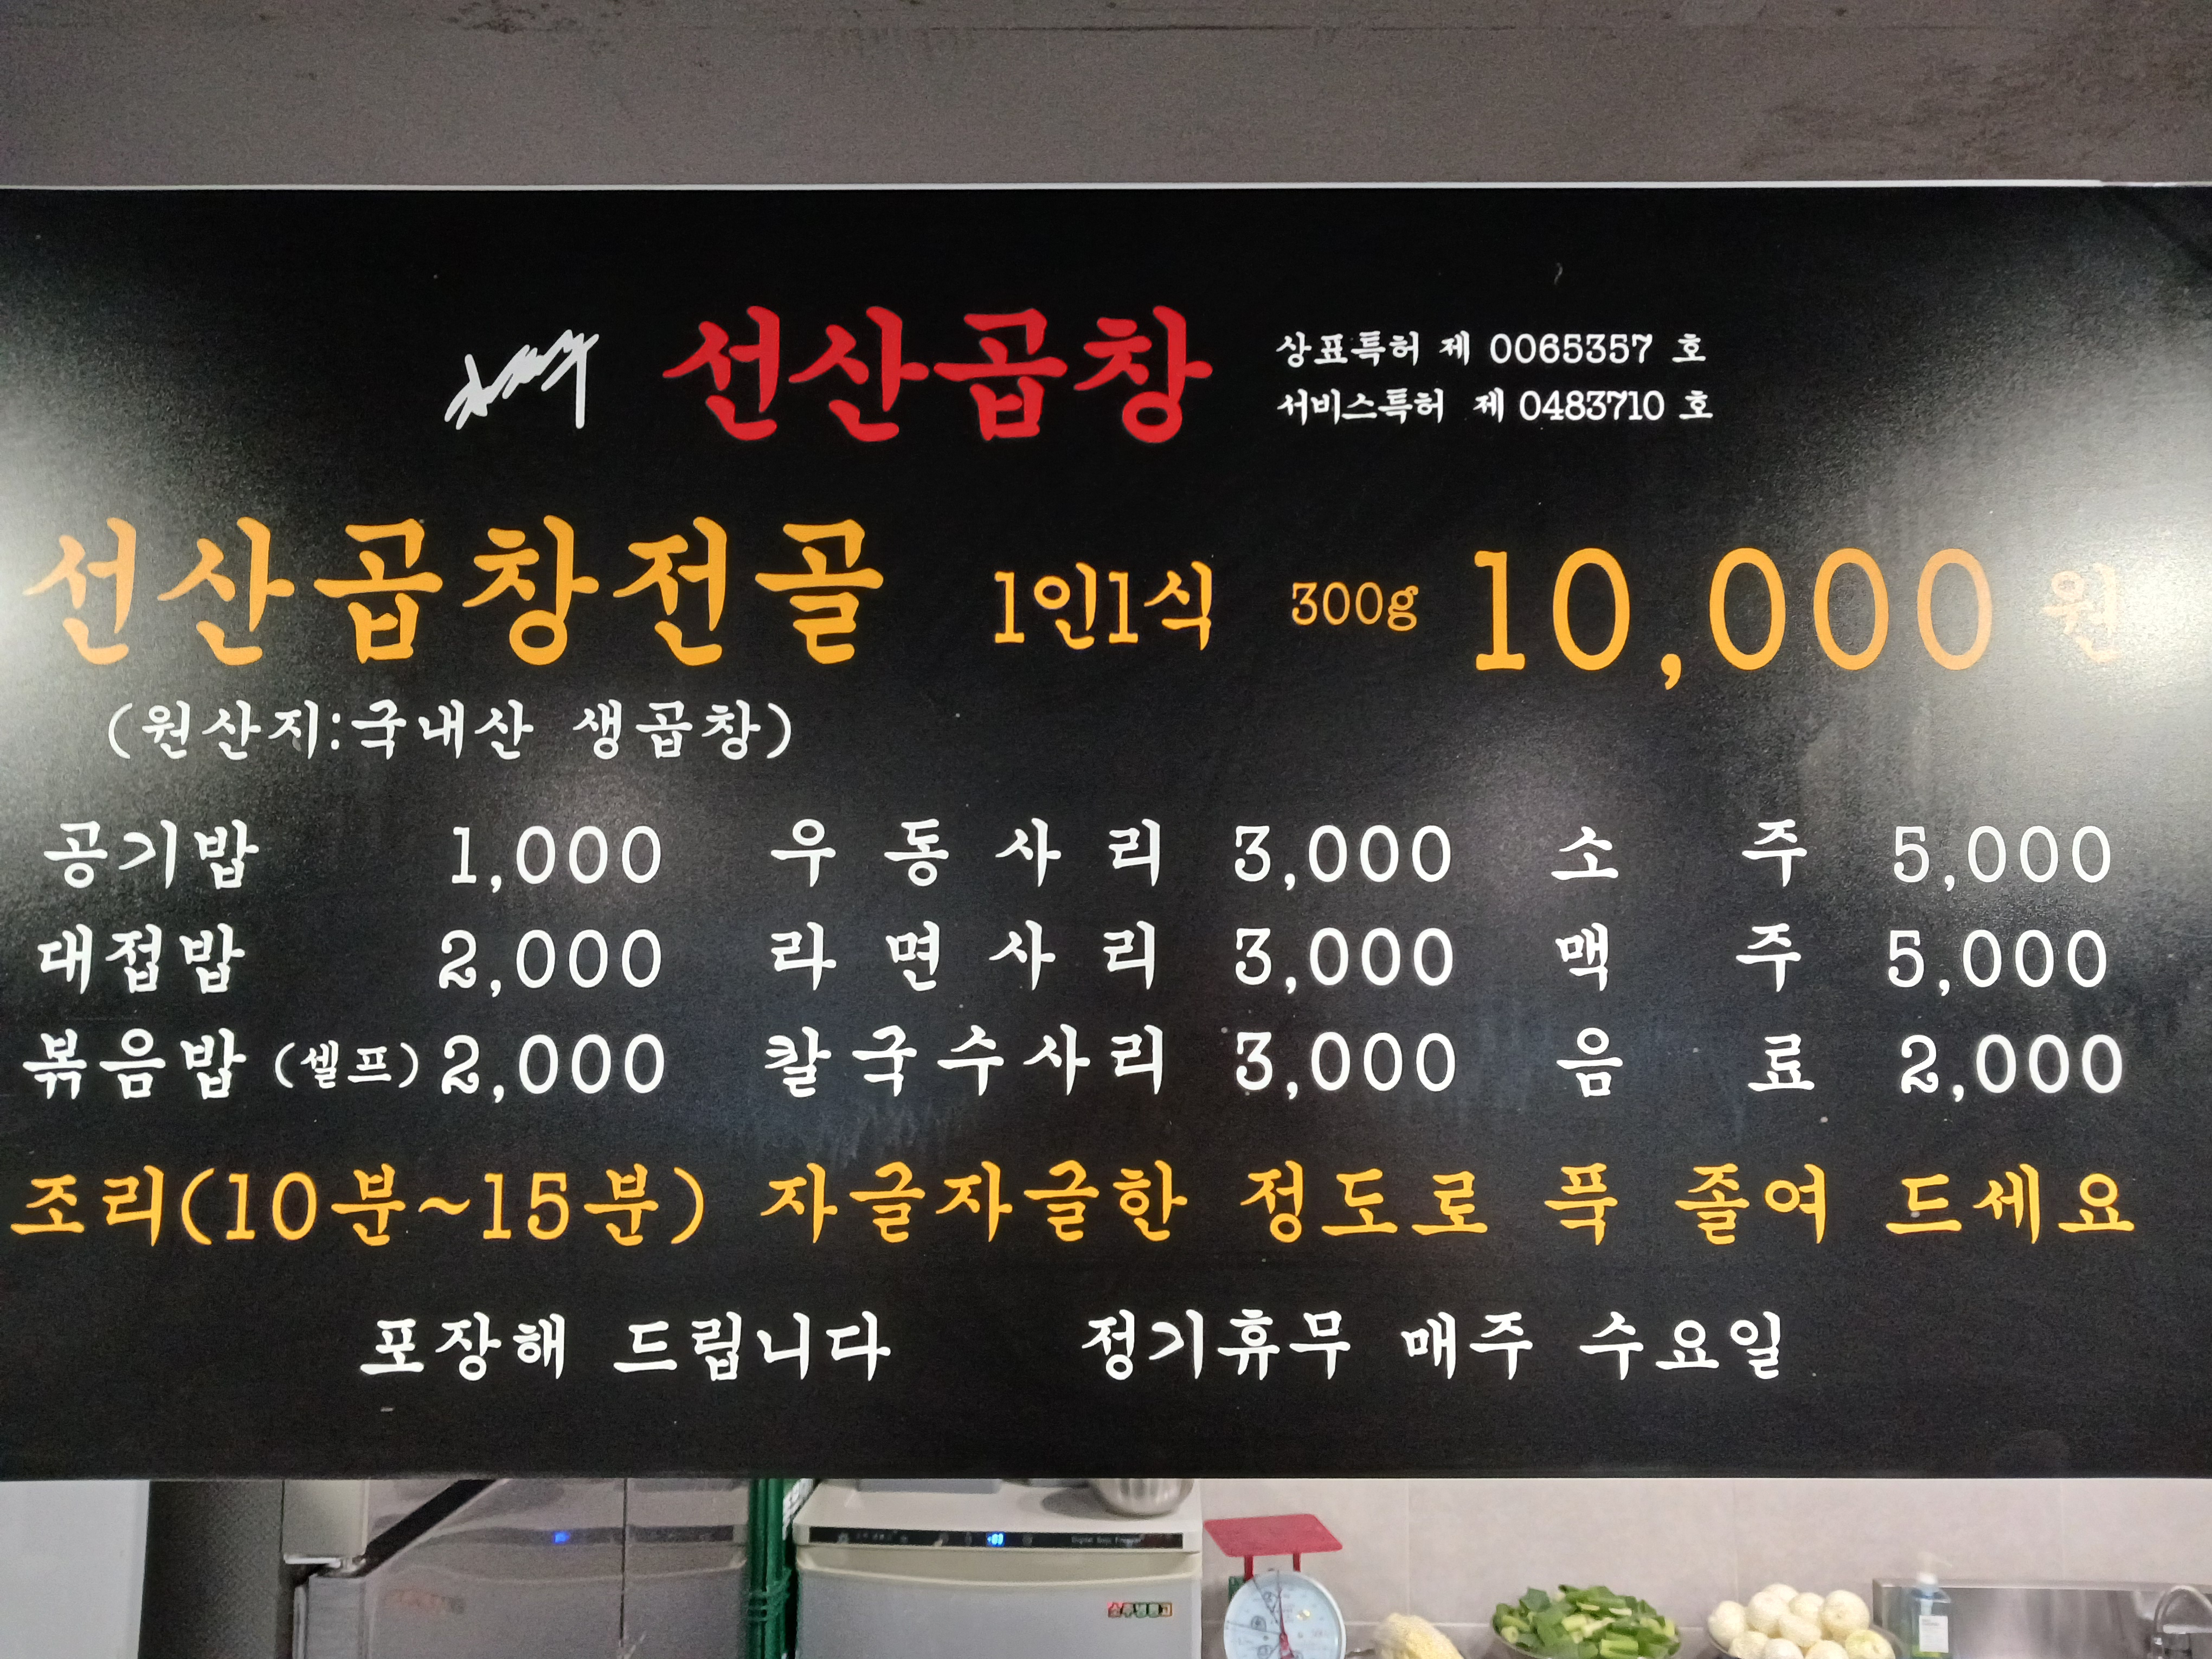 선산곱창
상표특허 제 0065357 호
서비스특허 제 0483710 호
선산곱창전골 1인1식 300g 10,000 원
(원산지:국내산 생곱창)
공기밥 1,000 우동사리 3,000 소주 5,000
대접밥 2,000 라면사리 3,000 맥주 5,000
볶음밥 (셀프) 2,000 칼국수사리 3,000 음료 2,000
조리(10분~15분) 자글자글한 정도로 푹 졸여 드세요
포장해 드립니다 정기휴무 매주 수요일
소주냉동고